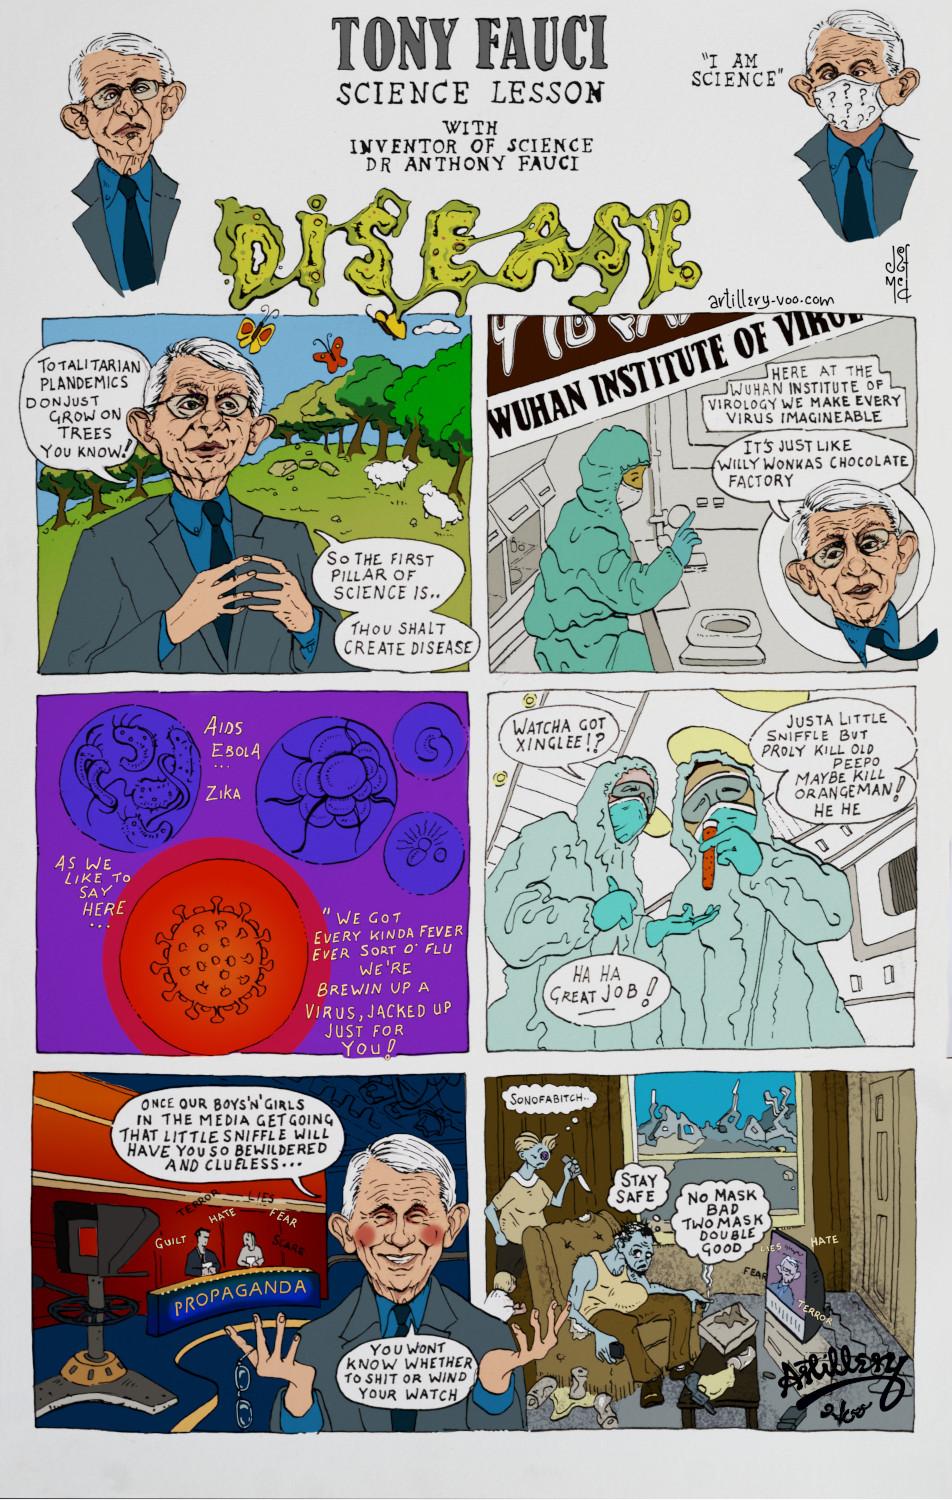 TONY FAUCI
SCIENCE LESSON
WITH
INVENTOR OF SCIENCE
DR ANTHONY FAUCI
"I AM
SCIENCE"
DISEASE
artillery-voo.com
TOTALITARIAN
PLANDEMICS
DONJUST
GROW ON
TREES
YOU KNOW!
SO THE FIRST
PILLAR OF
SCIENCE IS..
THOU SHALT
CREATE DISEASE
WUHAN INSTITUTE OF VIROL
HERE AT THE
WUHAN INSTITUTE OF
VIROLOGY WE MAKE EVERY
VIRUS IMAGINEABLE
IT'S JUST LIKE
WILLY WONKAS CHOCOLATE
FACTORY
AIDS
EBOLA
...
ZIKA
AS WE
LIKE TO
SAY
HERE
...
"WE GOT
EVERY KINDA FEVER
EVER SORT O' FLU
WE'RE
BREWIN UP A
VIRUS, JACKED UP
JUST FOR
YOU!
WATCHA GOT
XINGLEE!?
JUSTA LITTLE
SNIFFLE BUT
PROLY KILL OLD
PEEPO
MAYBE KILL
ORANGEMAN!
HE HE
HA HA
GREAT JOB!
ONCE OUR BOYS'N'GIRLS
IN THE MEDIA GET GOING
THAT LITTLE SNIFFLE WILL
HAVE YOU SO BEWILDERED
AND CLUELESS...
TERROR
LIES
HATE
FEAR
GUILT
SCARE
PROPAGANDA
YOU WONT
KNOW WHETHER
TO SHIT OR WIND
YOUR WATCH
SONOFABITCH..
STAY
SAFE
NO MASK
BAD
TWO MASK
DOUBLE
GOOD
LIES
HATE
FEAR
TERROR
Artillery